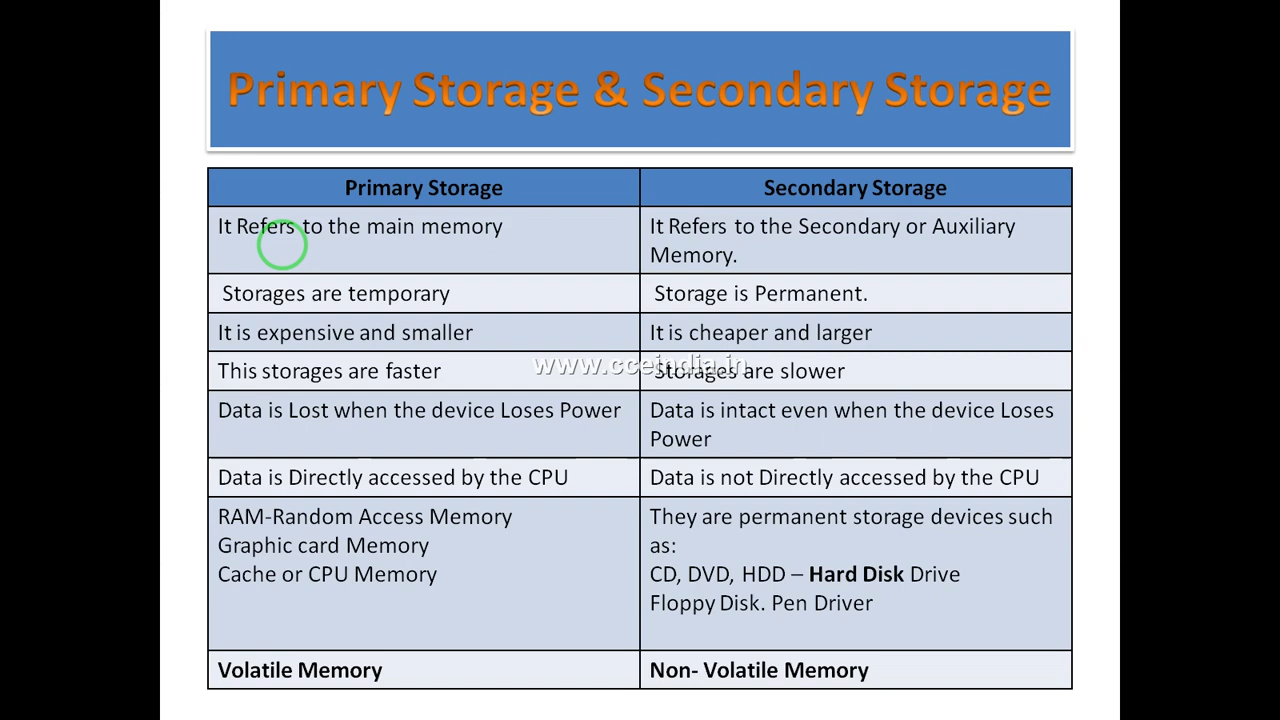 Primary Storage & Secondary Storage
Primary Storage
Secondary Storage
It Refers to the main memory
It Refers to the Secondary or Auxiliary
Memory.
Storages are temporary
Storage is Permanent.
It is expensive and smaller
It is cheaper and larger
This storages are faster
Storages are slower
www.cceindia.in
Data is Lost when the device Loses Power
Data is intact even when the device Loses
Power
Data is Directly accessed by the CPU
Data is not Directly accessed by the CPU
RAM-Random Access Memory
Graphic card Memory
Cache or CPU Memory
They are permanent storage devices such
as:
CD, DVD, HDD – Hard Disk Drive
Floppy Disk. Pen Driver
Volatile Memory
Non- Volatile Memory